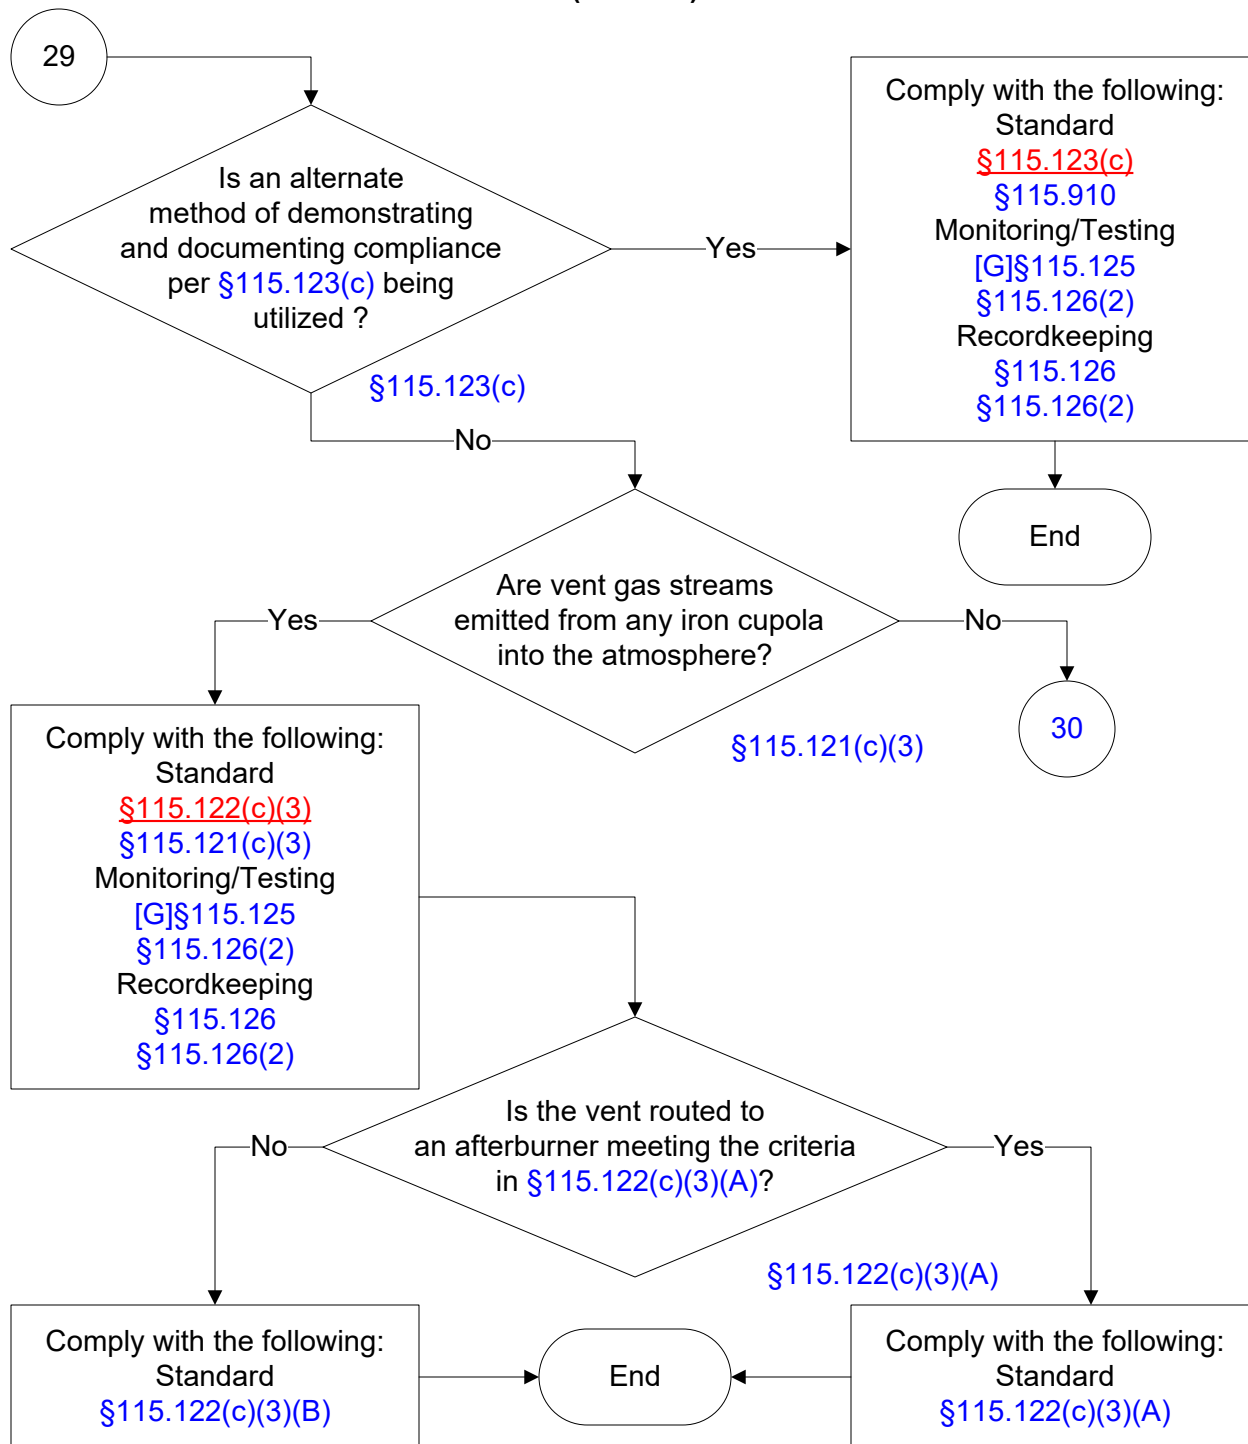 29
Is an alternate
method of demonstrating
and documenting compliance
per §115.123(c) being
utilized ?
§115.123(c)
Yes
Comply with the following:
Standard
§115.123(c)
§115.910
Monitoring/Testing
[G]§115.125
§115.126(2)
Recordkeeping
§115.126
§115.126(2)
End
No
Are vent gas streams
emitted from any iron cupola
into the atmosphere?
§115.121(c)(3)
No
30
Yes
Comply with the following:
Standard
§115.122(c)(3)
§115.121(c)(3)
Monitoring/Testing
[G]§115.125
§115.126(2)
Recordkeeping
§115.126
§115.126(2)
Is the vent routed to
an afterburner meeting the criteria
in §115.122(c)(3)(A)?
§115.122(c)(3)(A)
No
Yes
Comply with the following:
Standard
§115.122(c)(3)(B)
End
Comply with the following:
Standard
§115.122(c)(3)(A)